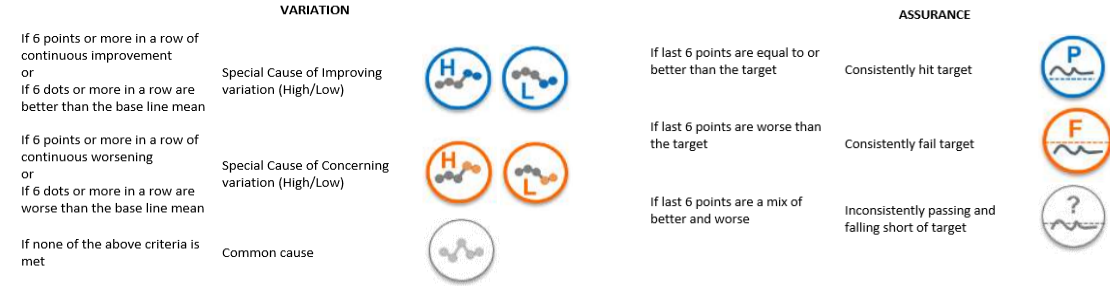 VARIATION
If 6 points or more in a row of
continuous improvement
or
If 6 dots or more in a row are
better than the base line mean
Special Cause of Improving
variation (High/Low)
H
L
If 6 points or more in a row of
continuous worsening
or
If 6 dots or more in a row are
worse than the base line mean
Special Cause of Concerning
variation (High/Low)
H
L
If none of the above criteria is
met
Common cause
ASSURANCE
If last 6 points are equal to or
better than the target
Consistently hit target
P
If last 6 points are worse than
the target
Consistently fail target
F
If last 6 points are a mix of
better and worse
Inconsistently passing and
falling short of target
?